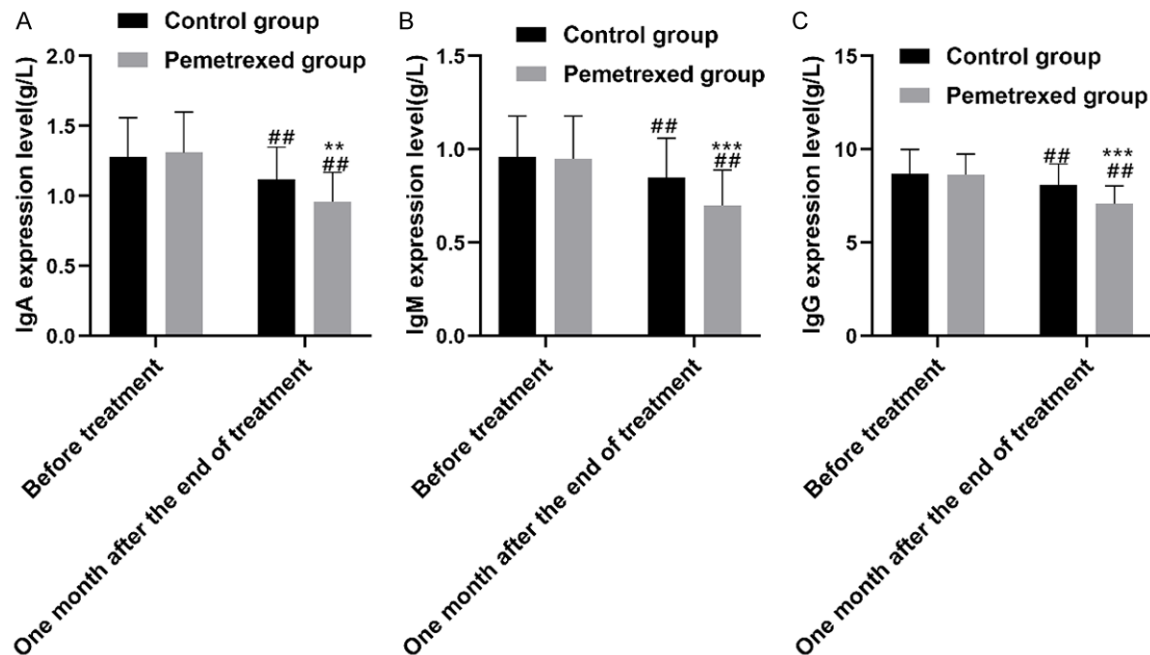 A
Control group
Pemetrexed group
IgA expression level(g/L)
2.0
1.5
1.0
0.5
0.0
##
**
##
Before treatment
One month after the end of treatment
B
Control group
Pemetrexed group
IgM expression level(g/L)
1.5
1.0
0.5
0.0
##
***
##
Before treatment
One month after the end of treatment
C
Control group
Pemetrexed group
IgG expression level(g/L)
15
10
5
0
##
***
##
Before treatment
One month after the end of treatment